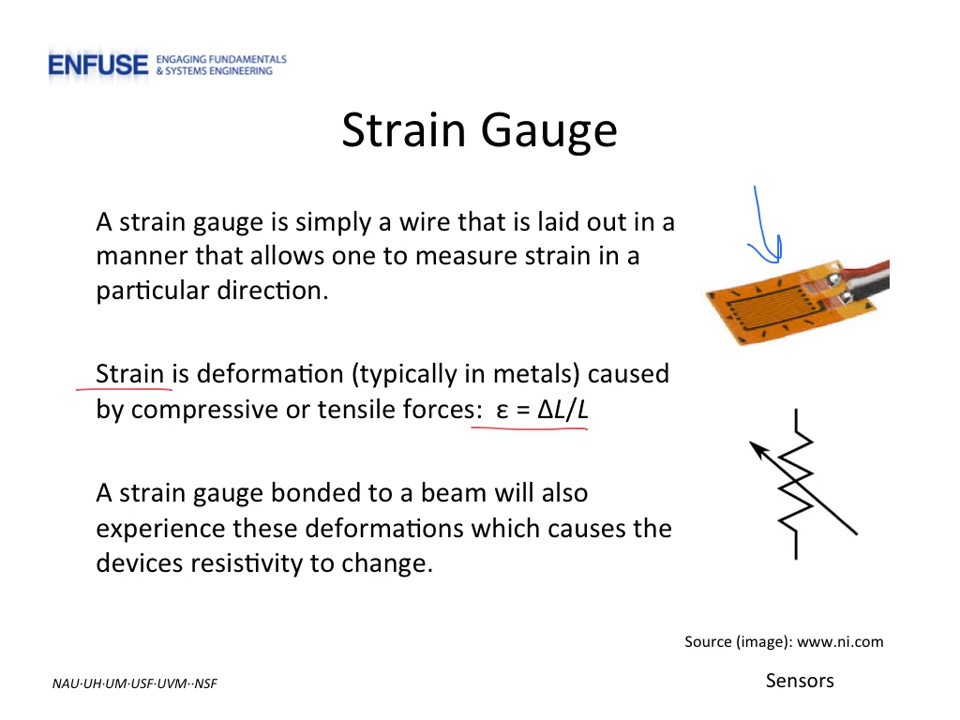 ENFUSE ENGAGING FUNDAMENTALS
& SYSTEMS ENGINEERING
Strain Gauge
A strain gauge is simply a wire that is laid out in a
manner that allows one to measure strain in a
particular direction.
Strain is deformation (typically in metals) caused
by compressive or tensile forces:  ε = ΔL/L
A strain gauge bonded to a beam will also
experience these deformations which causes the
devices resistivity to change.
Source (image): www.ni.com
NAU·UH·UM·USF·UVM··NSF
Sensors